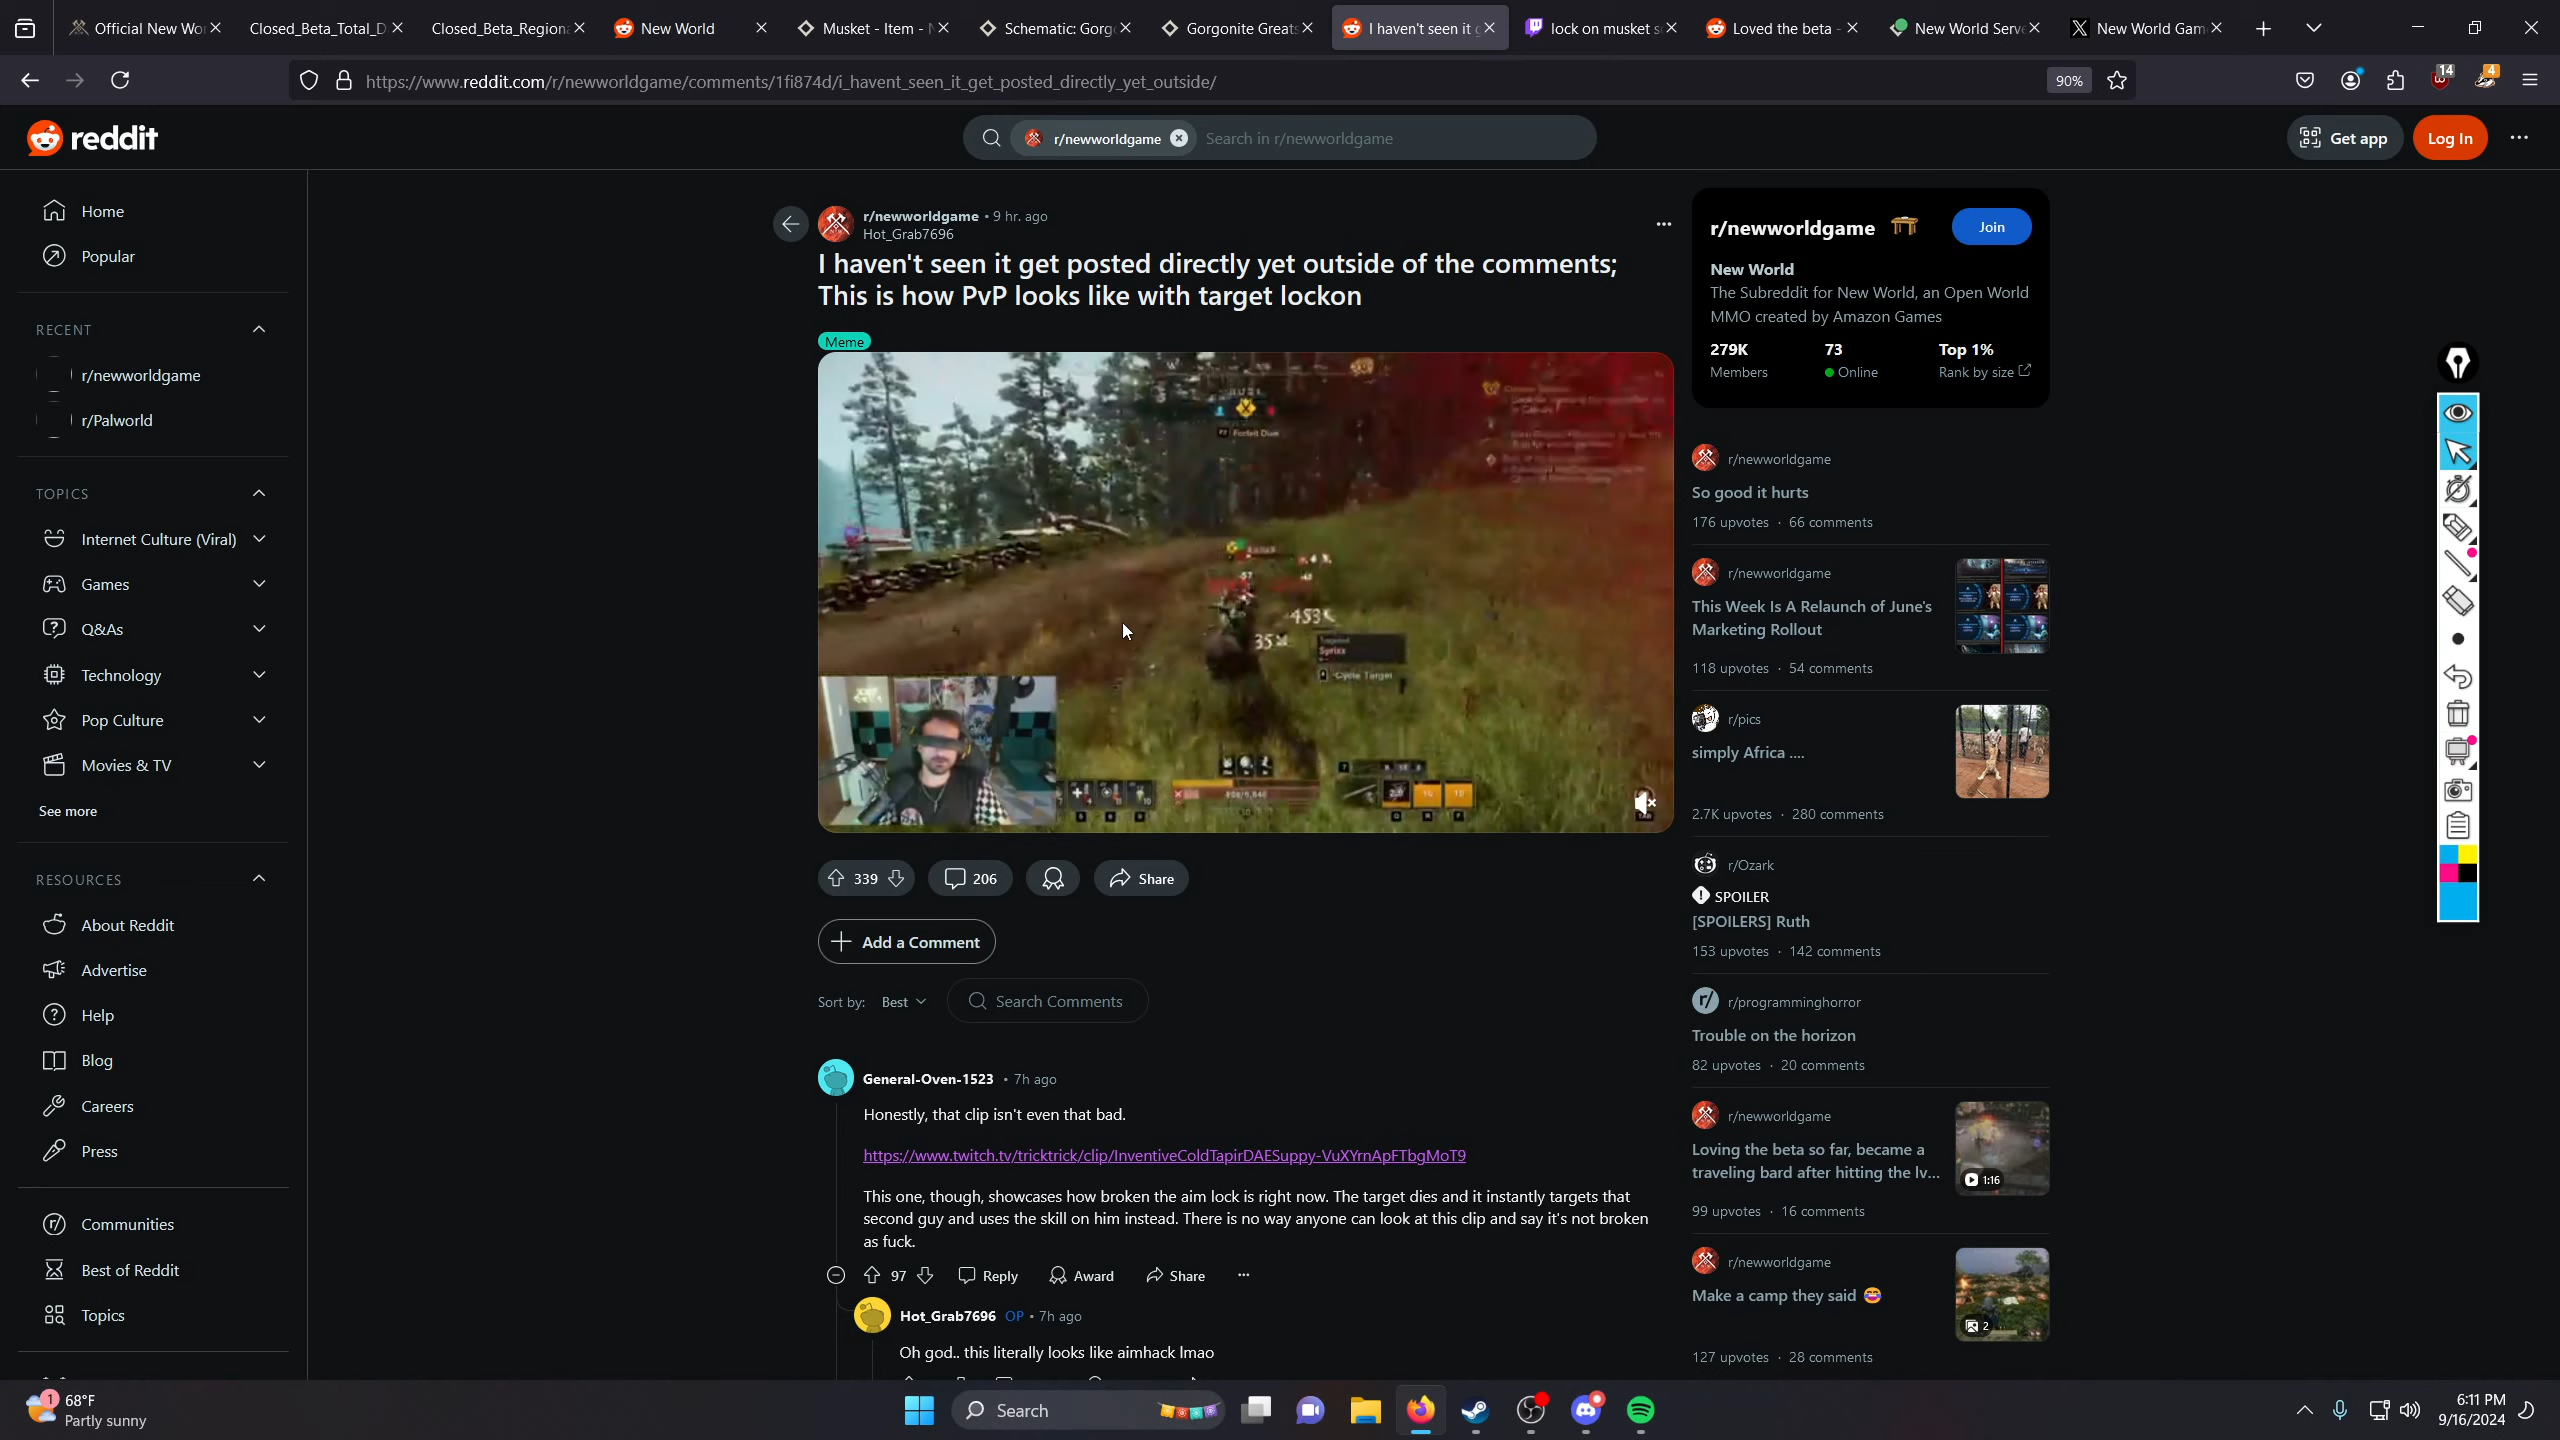 Official New Wo
Closed_Beta_Total_D
Closed_Beta_Regiona
New World
Musket - Item - N
Schematic: Gorg
Gorgonite Greats
I haven't seen it g
lock on musket s
Loved the beta -
New World Serve
New World Gam
https://www.reddit.com/r/newworldgame/comments/1fi874d/i_havent_seen_it_get_posted_directly_yet_outside/
90%
14
4
reddit
r/newworldgame
Search in r/newworldgame
Get app
Log In
Home
Popular
RECENT
r/newworldgame
r/Palworld
TOPICS
Internet Culture (Viral)
Games
Q&As
Technology
Pop Culture
Movies & TV
See more
RESOURCES
About Reddit
Advertise
Help
Blog
Careers
Press
Communities
Best of Reddit
Topics
r/newworldgame • 9 hr. ago
Hot_Grab7696
I haven't seen it get posted directly yet outside of the comments;
This is how PvP looks like with target lockon
Meme
Forfeit Duel
453
35
Targeted
Sprixx
Cycle Target
339
206
Share
Add a Comment
Sort by: Best
Search Comments
General-Oven-1523 • 7h ago
Honestly, that clip isn't even that bad.
https://www.twitch.tv/tricktrick/clip/InventiveColdTapirDAESuppy-VuXYrnApFTbgMoT9
This one, though, showcases how broken the aim lock is right now. The target dies and it instantly targets that
second guy and uses the skill on him instead. There is no way anyone can look at this clip and say it's not broken
as fuck.
97
Reply
Award
Share
Hot_Grab7696 OP • 7h ago
Oh god.. this literally looks like aimhack lmao
r/newworldgame
Join
New World
The Subreddit for New World, an Open World
MMO created by Amazon Games
279K
73
Top 1%
Members
Online
Rank by size
r/newworldgame
So good it hurts
176 upvotes · 66 comments
r/newworldgame
This Week Is A Relaunch of June's
Marketing Rollout
118 upvotes · 54 comments
r/pics
simply Africa ....
2.7K upvotes · 280 comments
r/Ozark
SPOILER
[SPOILERS] Ruth
153 upvotes · 142 comments
r/programminghorror
Trouble on the horizon
82 upvotes · 20 comments
r/newworldgame
Loving the beta so far, became a
traveling bard after hitting the lv...
1:16
99 upvotes · 16 comments
r/newworldgame
Make a camp they said
2
127 upvotes · 28 comments
1
68°F
Partly sunny
Search
6:11 PM
9/16/2024